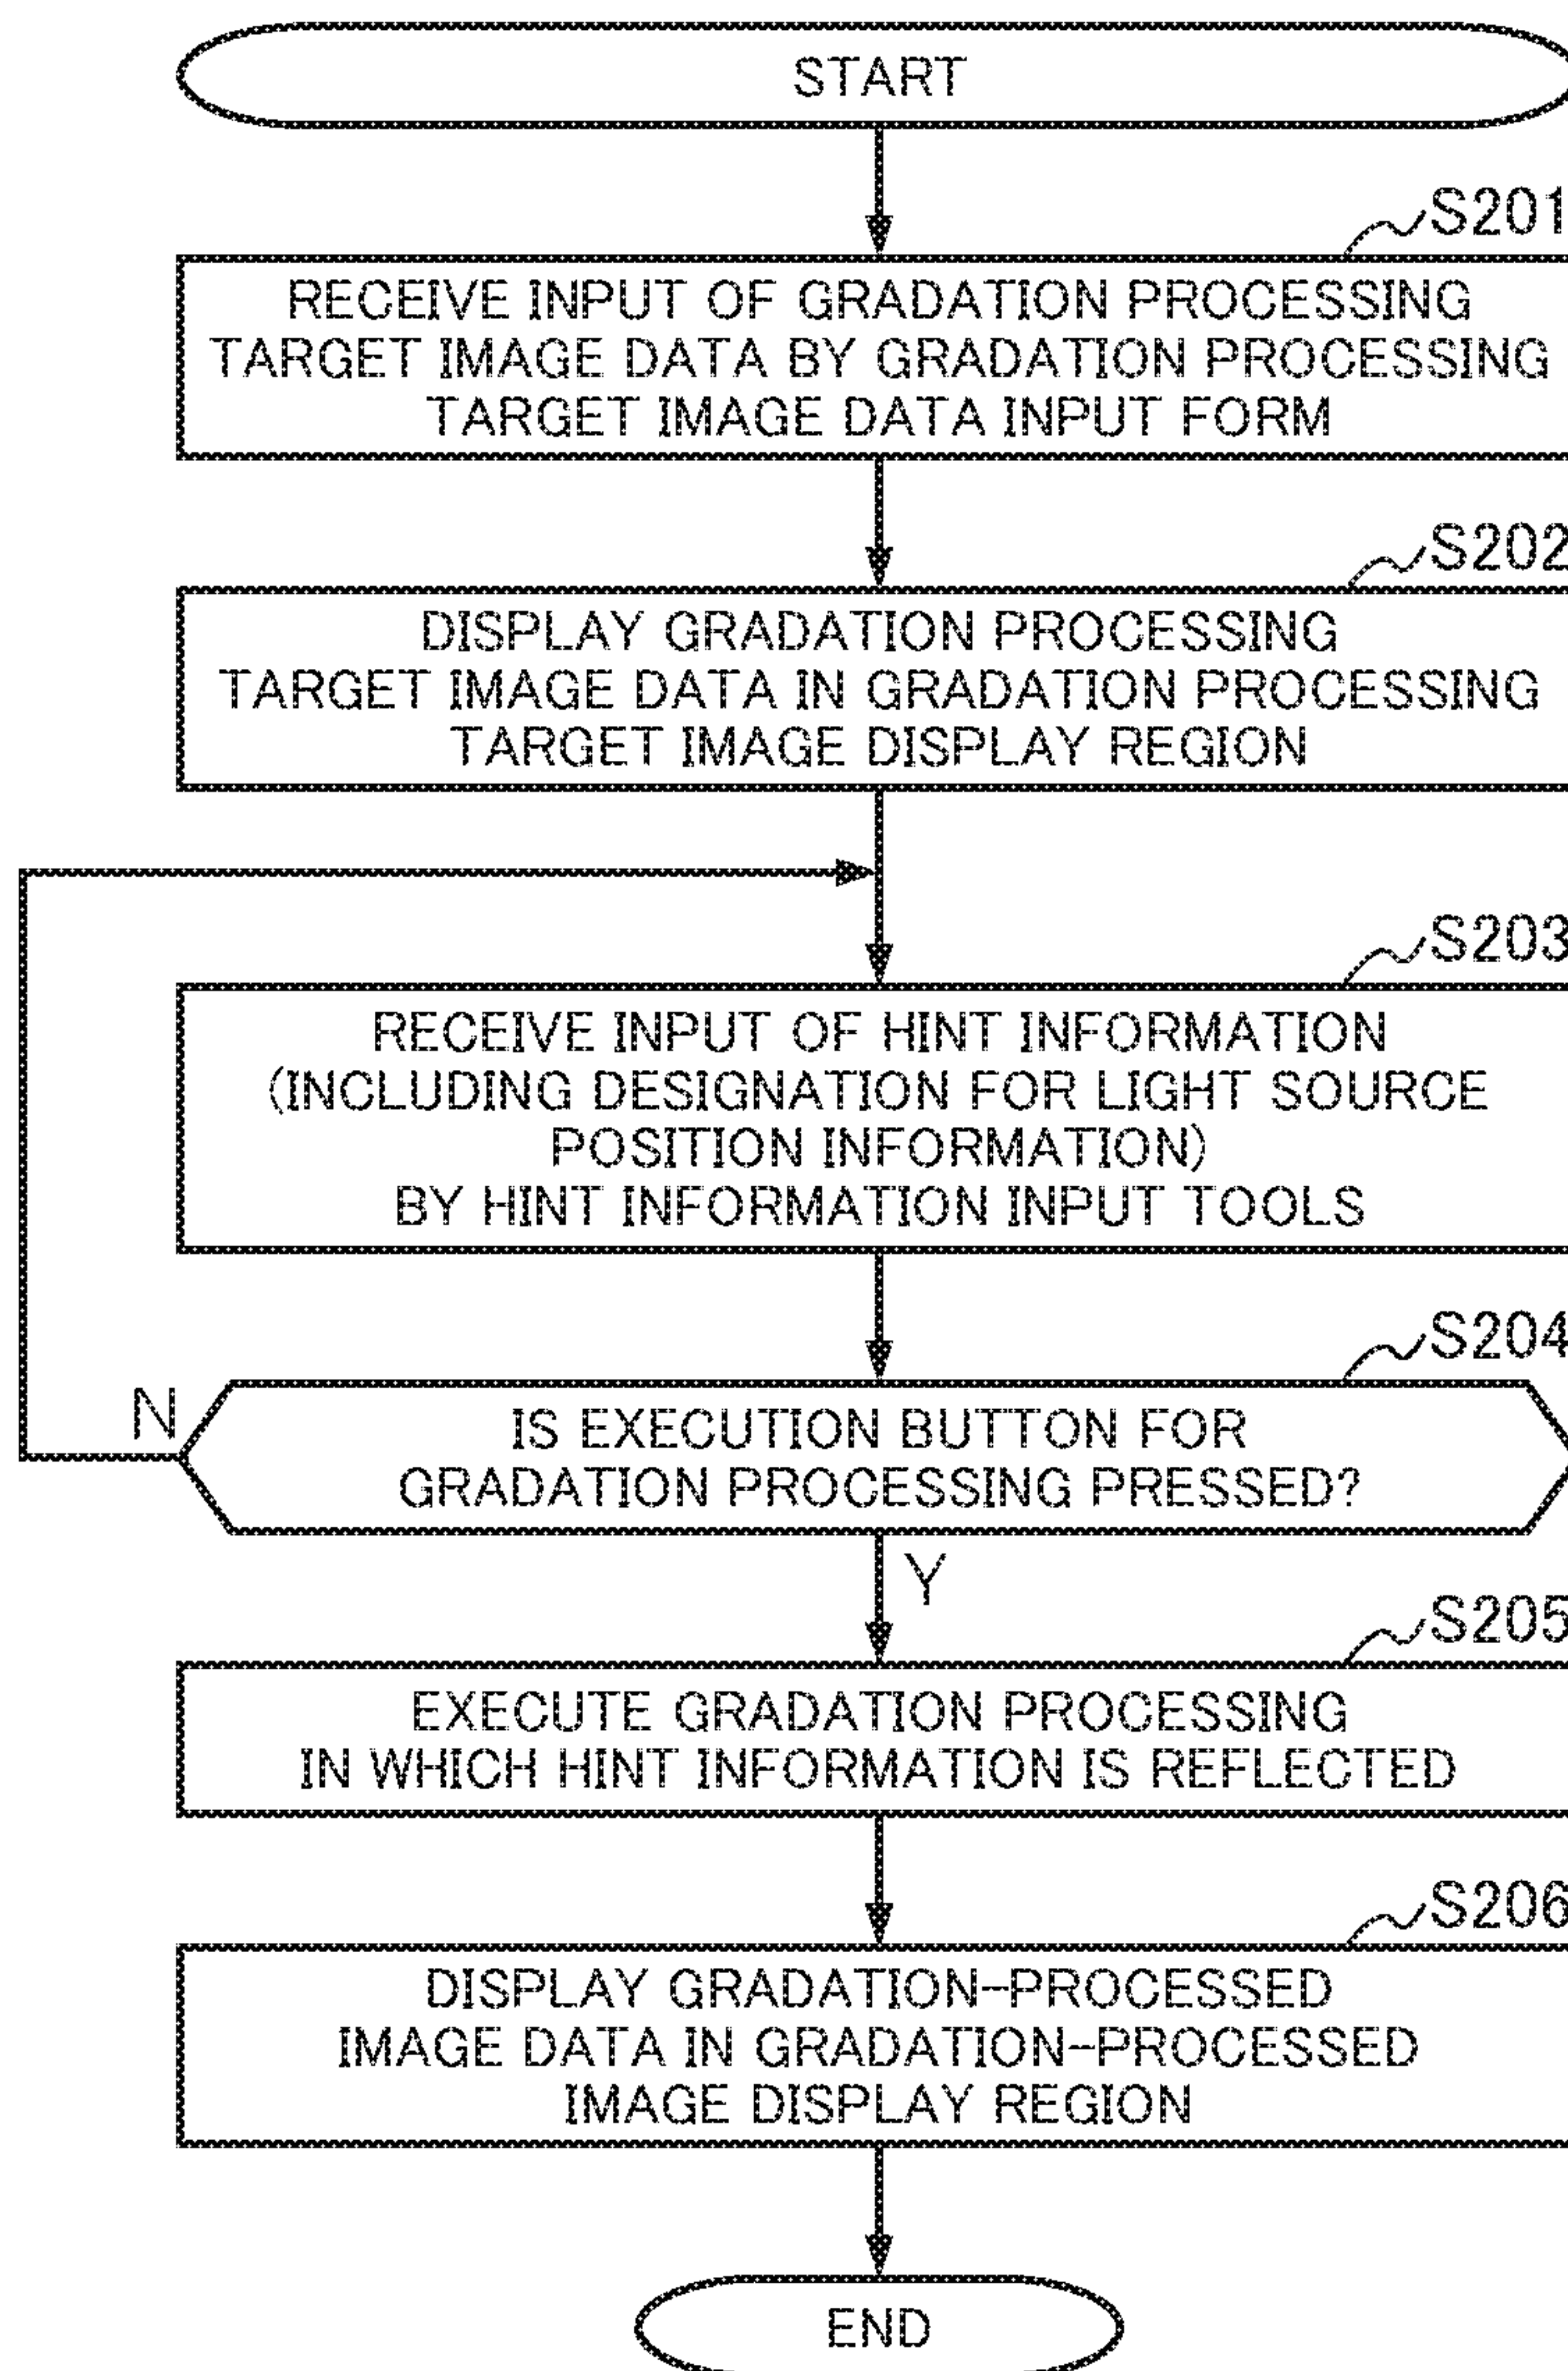 START
S201
RECEIVE INPUT OF GRADATION PROCESSING
TARGET IMAGE DATA BY GRADATION PROCESSING
TARGET IMAGE DATA INPUT FORM
S202
DISPLAY GRADATION PROCESSING
TARGET IMAGE DATA IN GRADATION PROCESSING
TARGET IMAGE DISPLAY REGION
S203
RECEIVE INPUT OF HINT INFORMATION
(INCLUDING DESIGNATION FOR LIGHT SOURCE
POSITION INFORMATION)
BY HINT INFORMATION INPUT TOOLS
S204
N
IS EXECUTION BUTTON FOR
GRADATION PROCESSING PRESSED?
Y
S205
EXECUTE GRADATION PROCESSING
IN WHICH HINT INFORMATION IS REFLECTED
S206
DISPLAY GRADATION-PROCESSED
IMAGE DATA IN GRADATION-PROCESSED
IMAGE DISPLAY REGION
END